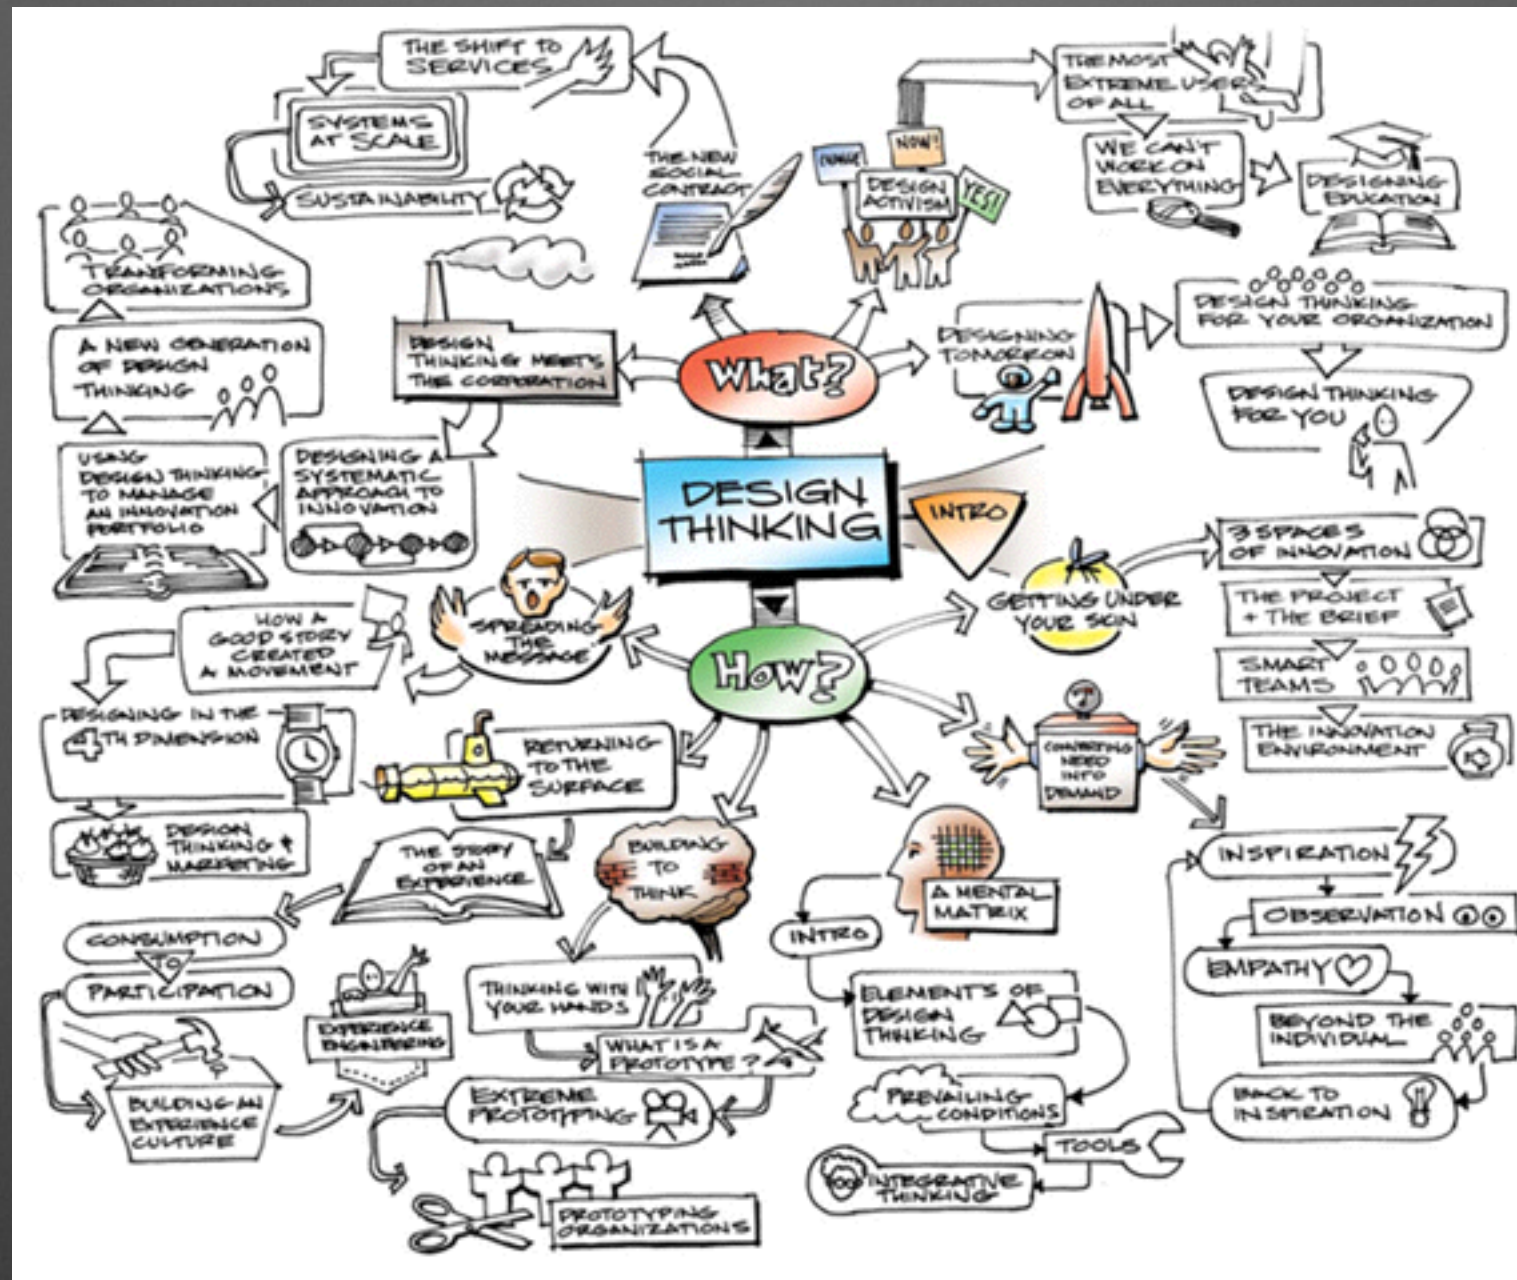 THE SHIFT TO
SERVICES
SYSTEMS
AT SCALE
SUSTAINABILITY
THE NEW
SOCIAL
CONTRACT
NOW!
DESIGN
ACTIVISM
YES!
THE MOST
EXTREME USERS
OF ALL
WE CAN'T
WORK ON
EVERYTHING
DESIGNING
EDUCATION
TRANSFORMING
ORGANIZATIONS
A NEW GENERATION
OF DESIGN
THINKING
USING
DESIGN THINKING
TO MANAGE
AN INNOVATION
PORTFOLIO
DESIGNING A
SYSTEMATIC
APPROACH TO
INNOVATION
DESIGN
THINKING MEETS
THE CORPORATION
What?
DESIGNING
TOMORROW
DESIGN THINKING
FOR YOUR ORGANIZATION
DESIGN THINKING
FOR YOU
DESIGN
THINKING
INTRO
GETTING UNDER
YOUR SKIN
3 SPACES
OF INNOVATION
THE PROJECT
+ THE BRIEF
SMART
TEAMS
THE INNOVATION
ENVIRONMENT
How?
SPREADING
THE
MESSAGE
HOW A
GOOD STORY
CREATED
A MOVEMENT
DESIGNING IN THE
4TH DIMENSION
DESIGN
THINKING &
MARKETING
RETURNING
TO THE
SURFACE
THE STORY
OF AN
EXPERIENCE
CONSUMPTION
TO
PARTICIPATION
BUILDING AN
EXPERIENCE
CULTURE
EXPERIENCE
ENGINEERING
BUILDING
TO
THINK
THINKING WITH
YOUR HANDS
WHAT IS A
PROTOTYPE?
EXTREME
PROTOTYPING
PROTOTYPING
ORGANIZATIONS
A MENTAL
MATRIX
INTRO
ELEMENTS OF
DESIGN
THINKING
PREVAILING
CONDITIONS
TOOLS
INTEGRATIVE
THINKING
CONVERTING
NEED
INTO
DEMAND
INSPIRATION
OBSERVATION
EMPATHY
BEYOND THE
INDIVIDUAL
BACK TO
INSPIRATION